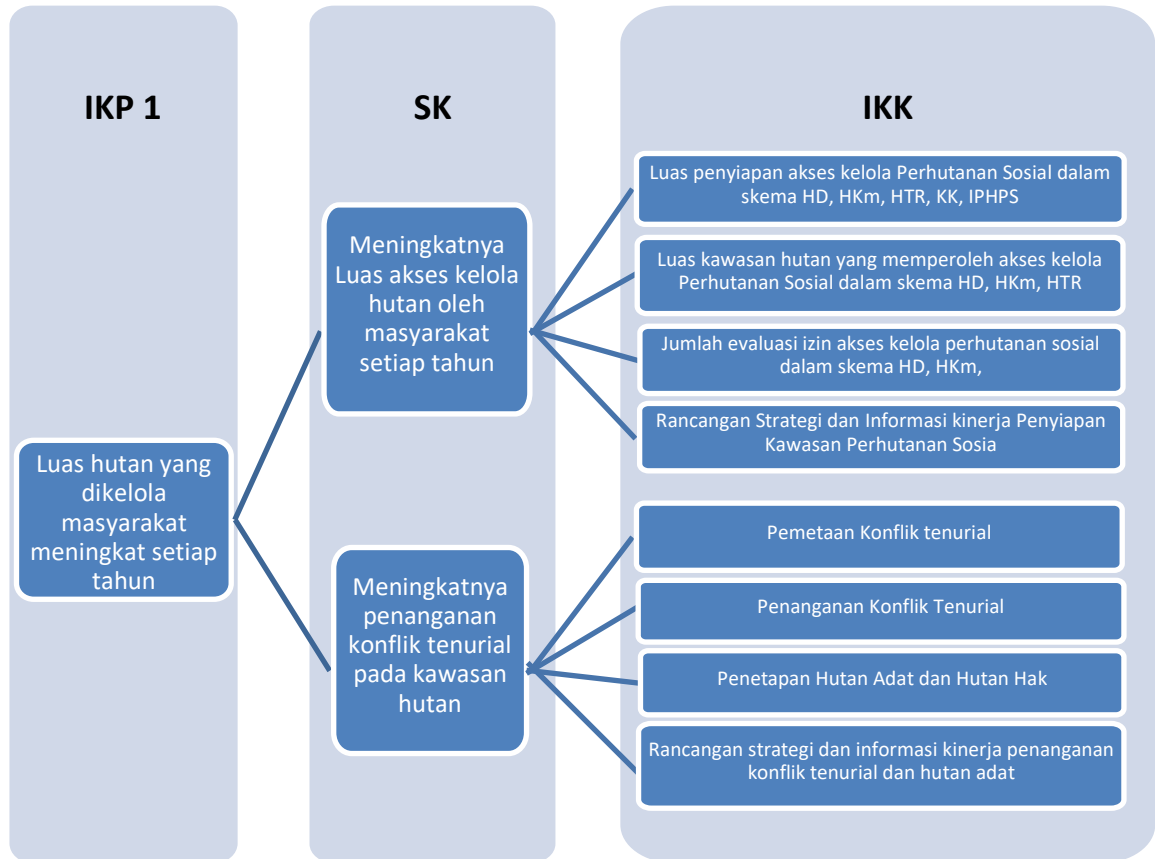 IKP 1
SK
IKK
Luas hutan yang
dikelola
masyarakat
meningkat setiap
tahun
Meningkatnya
Luas akses kelola
hutan oleh
masyarakat
setiap tahun
Meningkatnya
penanganan
konflik tenurial
pada kawasan
hutan
Luas penyiapan akses kelola Perhutanan Sosial dalam
skema HD, HKm, HTR, KK, IPHPS
Luas kawasan hutan yang memperoleh akses kelola
Perhutanan Sosial dalam skema HD, HKm, HTR
Jumlah evaluasi izin akses kelola perhutanan sosial
dalam skema HD, HKm,
Rancangan Strategi dan Informasi kinerja Penyiapan
Kawasan Perhutanan Sosia
Pemetaan Konflik tenurial
Penanganan Konflik Tenurial
Penetapan Hutan Adat dan Hutan Hak
Rancangan strategi dan informasi kinerja penanganan
konflik tenurial dan hutan adat